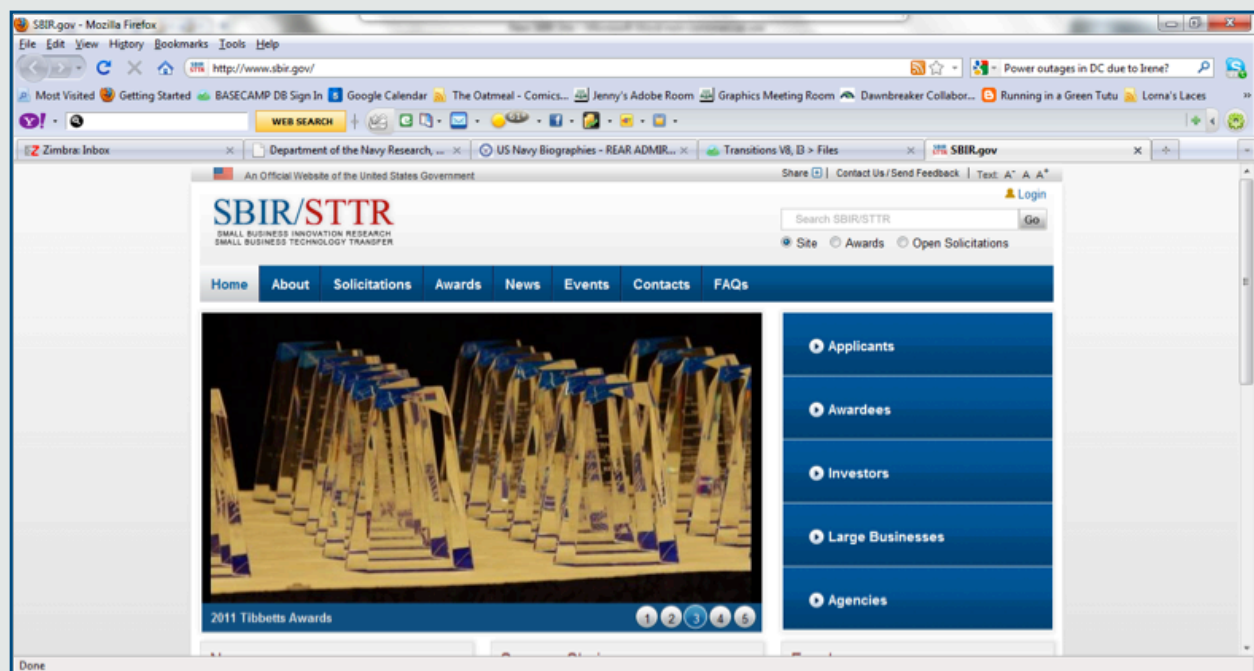 SBIR.gov - Mozilla Firefox
File Edit View History Bookmarks Tools Help
http://www.sbir.gov/
Power outages in DC due to Irene?
Most Visited Getting Started BASECAMP DB Sign In Google Calendar The Oatmeal - Comics... Jenny's Adobe Room Graphics Meeting Room Dawnbreaker Collabor... Running in a Green Tutu Lorna's Laces »
WEB SEARCH
Zimbra: Inbox Department of the Navy Research, ... US Navy Biographies - REAR ADMIR... Transitions V8, I3 > Files SBIR.gov
An Official Website of the United States Government Share Contact Us / Send Feedback Text: A- A A+
Login
SBIR/STTR
SMALL BUSINESS INNOVATION RESEARCH
SMALL BUSINESS TECHNOLOGY TRANSFER
Search SBIR/STTR Go
Site Awards Open Solicitations
Home About Solicitations Awards News Events Contacts FAQs
Applicants
Awardees
Investors
Large Businesses
Agencies
2011 Tibbetts Awards 1 2 3 4 5
Done